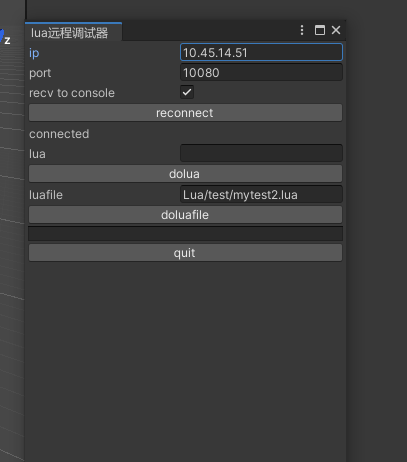 z
lua远程调试器
ip 10.45.14.51
port 10080
recv to console
reconnect
connected
lua
dolua
luafile Lua/test/mytest2.lua
doluafile
quit